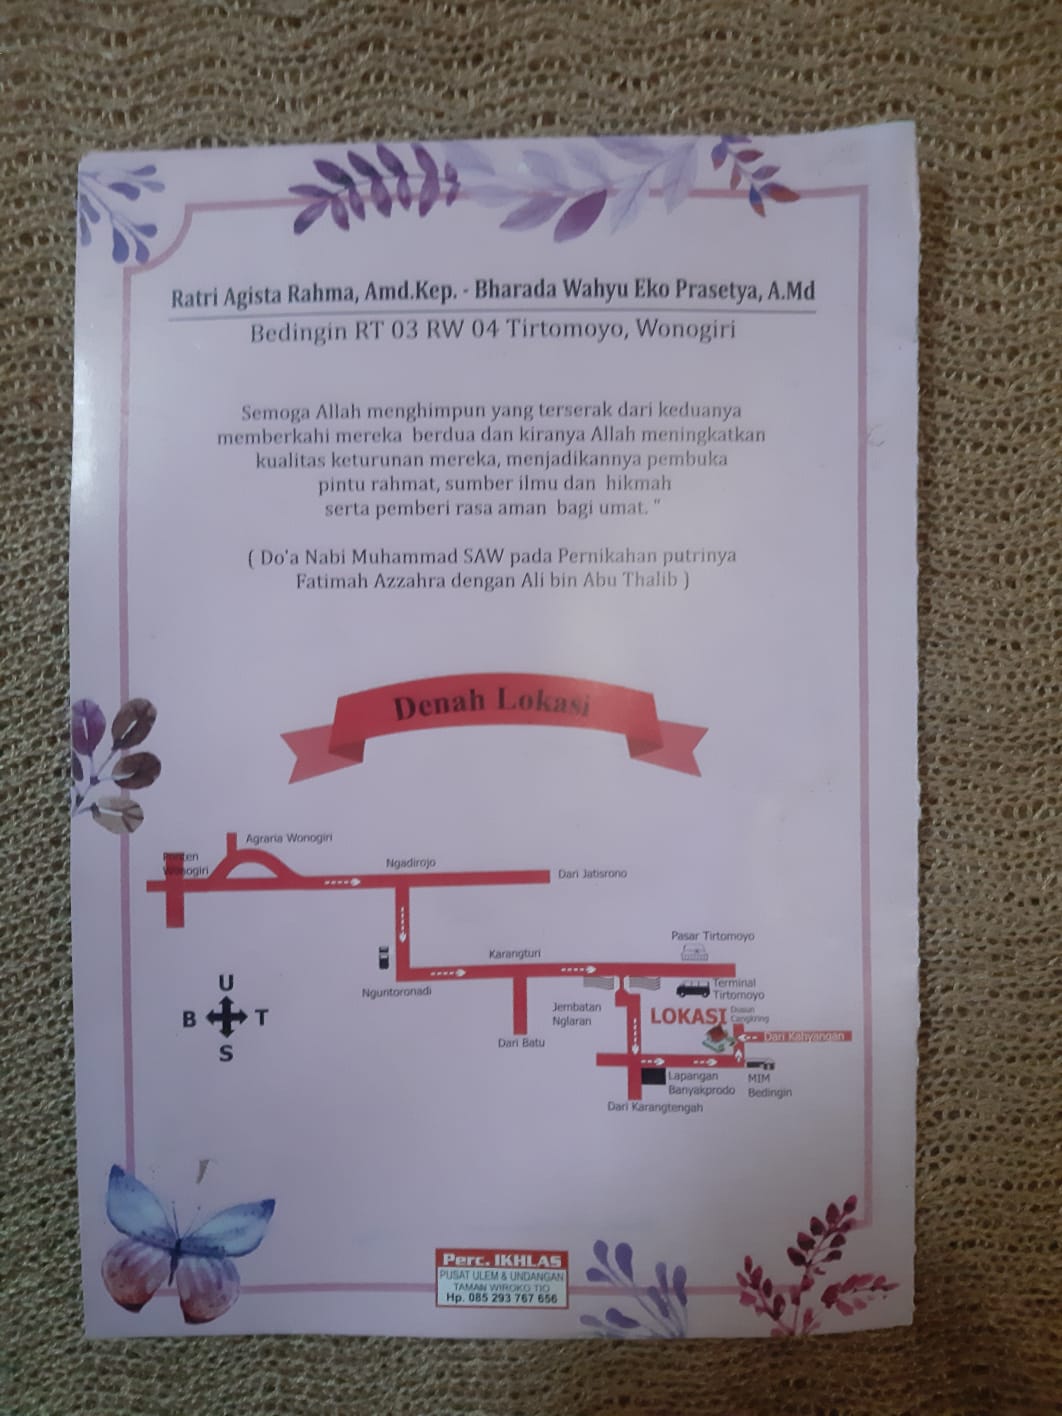 Ratri Agista Rahma, Amd.Kep. - Bharada Wahyu Eko Prasetya, A.Md
Bedingin RT 03 RW 04 Tirtomoyo, Wonogiri
Semoga Allah menghimpun yang terserak dari keduanya
memberkahi mereka berdua dan kiranya Allah meningkatkan
kualitas keturunan mereka, menjadikannya pembuka
pintu rahmat, sumber ilmu dan hikmah
serta pemberi rasa aman bagi umat. "
( Do'a Nabi Muhammad SAW pada Pernikahan putrinya
Fatimah Azzahra dengan Ali bin Abu Thalib )
Denah Lokasi
Agraria Wonogiri
Ponten
Wonogiri
Ngadirojo
Dari Jatisrono
Pasar Tirtomoyo
Karangturi
Nguntoronadi
Terminal
Tirtomoyo
Jembatan
Nglaran
LOKASI
Dusun
Cangkring
Dari Kahyangan
Dari Batu
Lapangan
Banyakprodo
MIM
Bedingin
Dari Karangtengah
U
B T
S
Perc. IKHLAS
PUSAT ULEM & UNDANGAN
TAMAN WIROKO TIO
Hp. 085 293 767 656